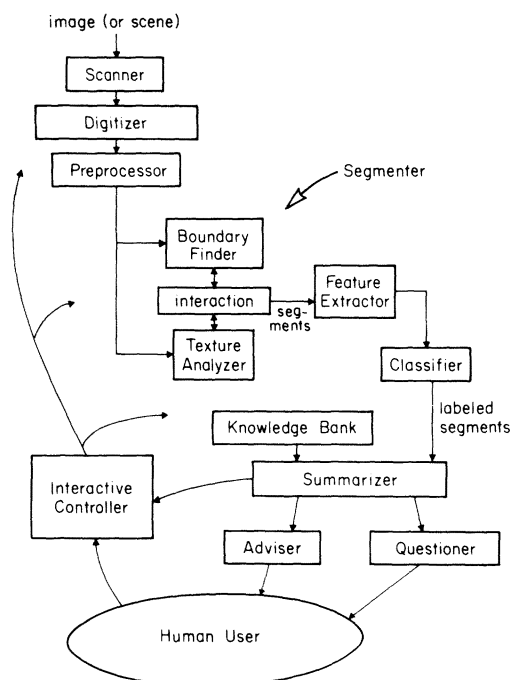 image (or scene)
Scanner
Digitizer
Preprocessor
Segmenter
Boundary
Finder
interaction
seg-
ments
Feature
Extractor
Texture
Analyzer
Classifier
labeled
segments
Knowledge Bank
Summarizer
Interactive
Controller
Adviser
Questioner
Human User